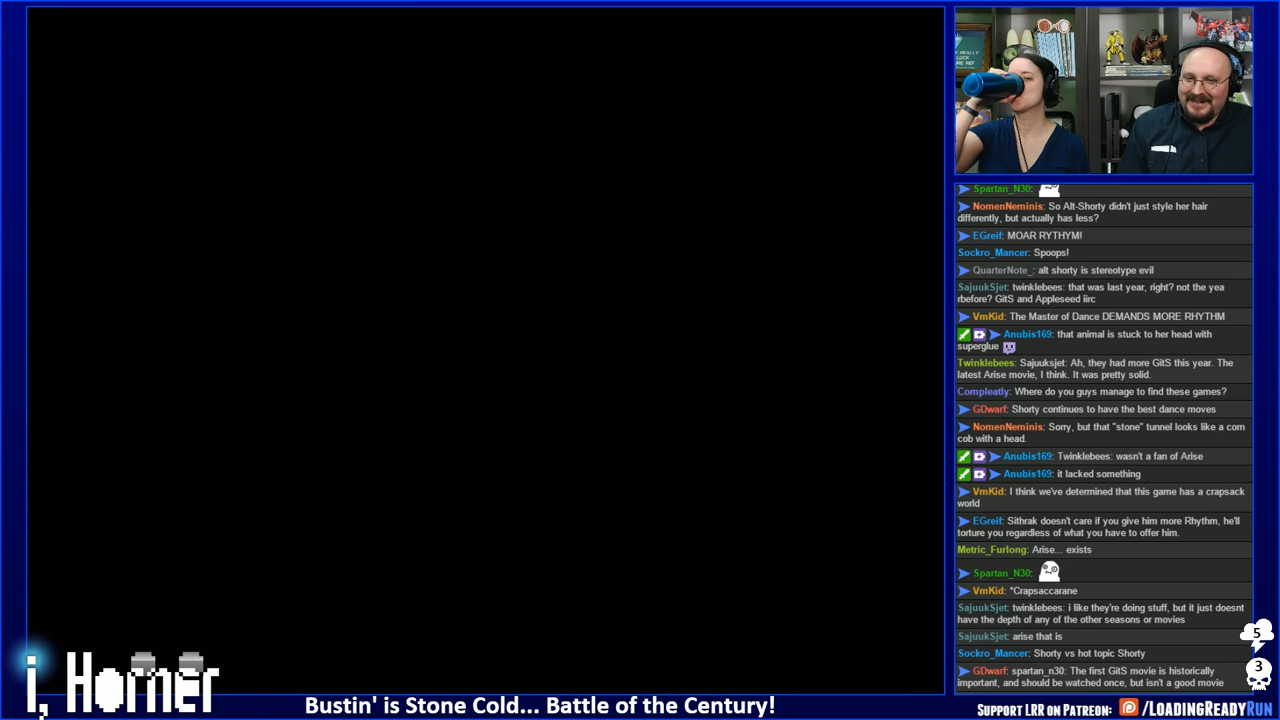 Spartan_N30:
NomenNeminis: So Alt-Shorty didn't just style her hair
differently, but actually has less?
EGreif: MOAR RYTHYM!
Sockro_Mancer: Spoops!
QuarterNote_: alt shorty is stereotype evil
SajuukSjet: twinklebees: that was last year, right? not the yea
rbefore? GitS and Appleseed iirc
VmKid: The Master of Dance DEMANDS MORE RHYTHM
Anubis169: that animal is stuck to her head with
superglue
Twinklebees: Sajuuksjet: Ah, they had more GitS this year. The
latest Arise movie, I think. It was pretty solid.
Compleatly: Where do you guys manage to find these games?
GDwarf: Shorty continues to have the best dance moves
NomenNeminis: Sorry, but that "stone" tunnel looks like a corn
cob with a head.
Anubis169: Twinklebees: wasn't a fan of Arise
Anubis169: it lacked something
VmKid: I think we've determined that this game has a crapsack
world
EGreif: Sithrak doesn't care if you give him more Rhythm, he'll
torture you regardless of what you have to offer him.
Metric_Furlong: Arise... exists
Spartan_N30:
VmKid: *Crapsaccarane
SajuukSjet: twinklebees: i like they're doing stuff, but it just doesnt
have the depth of any of the other seasons or movies
SajuukSjet: arise that is
Sockro_Mancer: Shorty vs hot topic Shorty
GDwarf: spartan_n30: The first GitS movie is historically
important, and should be watched once, but isn't a good movie
5
3
i, Horner
Bustin' is Stone Cold... Battle of the Century!
Support LRR on Patreon: /LoadingReadyRun